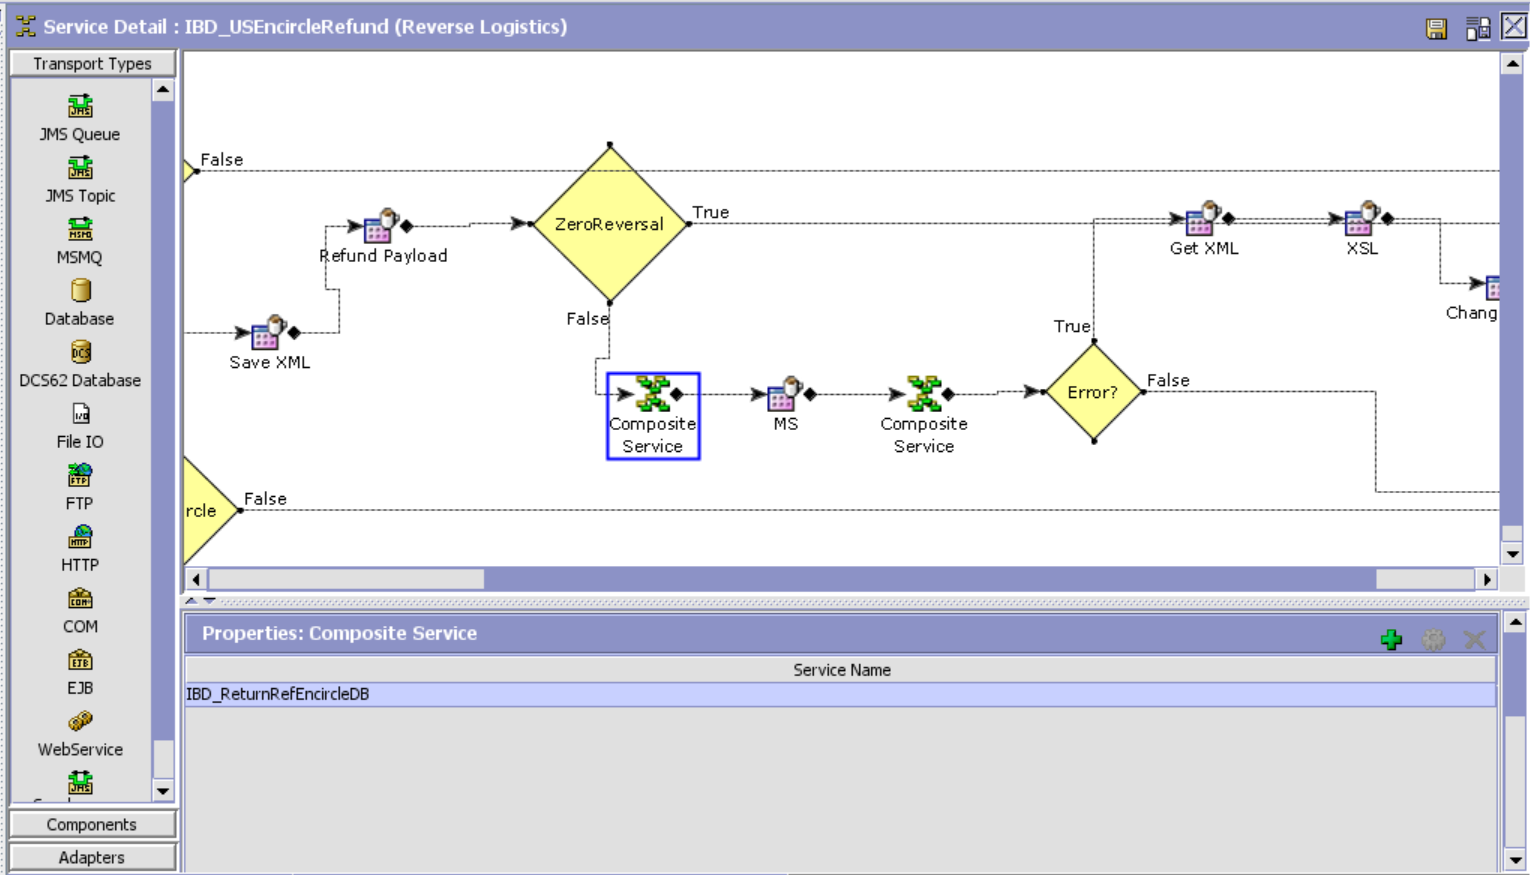 Service Detail : IBD_USEncircleRefund (Reverse Logistics)
Transport Types
JMS Queue
JMS Topic
MSMQ
Database
DCS62 Database
File IO
FTP
HTTP
COM
EJB
WebService
Components
Adapters
False
ZeroReversal
True
Refund Payload
Get XML
XSL
Chang
False
True
Save XML
Error?
False
Composite
Service
MS
Composite
Service
rcle
False
Properties: Composite Service
Service Name
IBD_ReturnRefEncircleDB